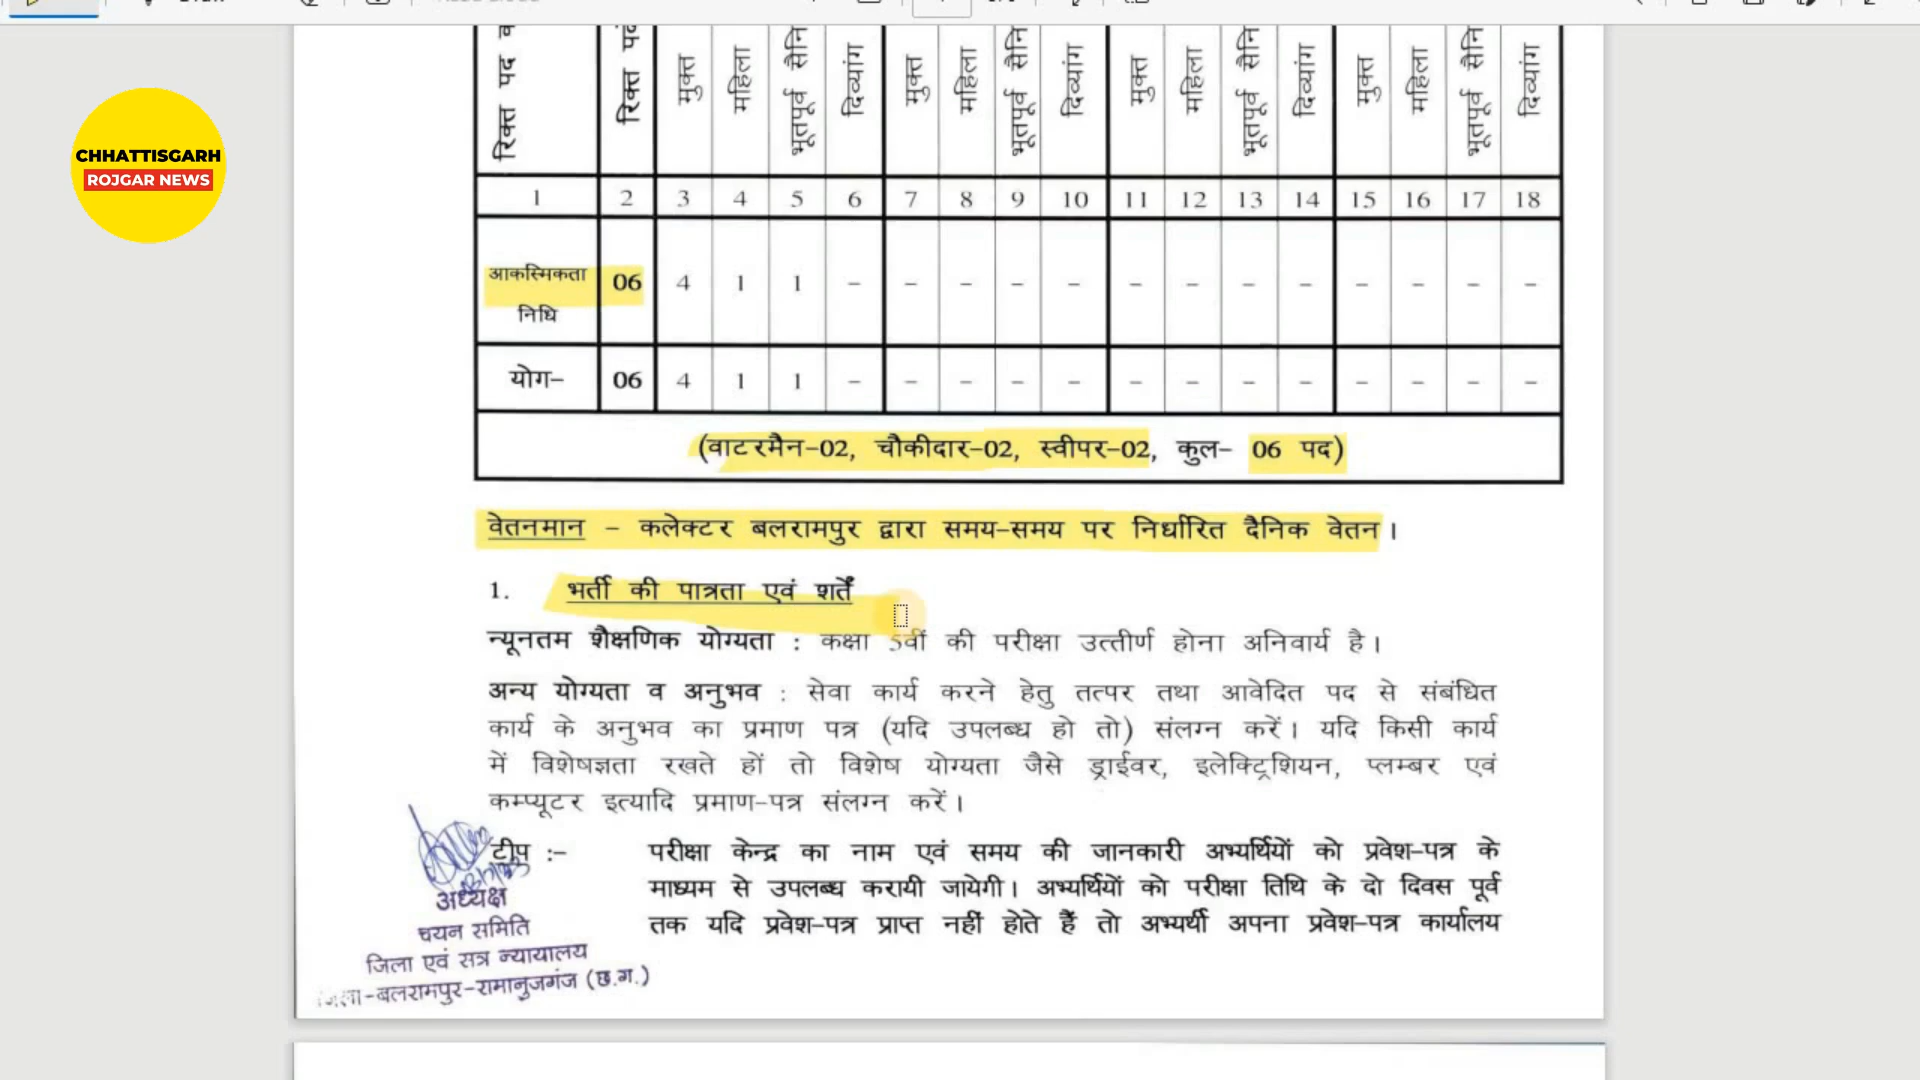 CHHATTISGARH
ROJGAR NEWS
रिक्त पद रिक्त मुक्त महिला भूतपूर्व दिव्यांग मुक्त महिला भूतपूर्व दिव्यांग मुक्त महिला भूतपूर्व दिव्यांग मुक्त महिला भूतपूर्व दिव्यांग
1 2 3 4 5 6 7 8 9 10 11 12 13 14 15 16 17 18
आकस्मिकता 06 4 1 1 – – – – – – – – – – – – –
निधि
योग– 06 4 1 1 – – – – – – – – – – – – –
(वाटरमैन–02, चौकीदार–02, स्वीपर–02, कुल– 06 पद)
वेतनमान – कलेक्टर बलरामपुर द्वारा समय–समय पर निर्धारित दैनिक वेतन।
1. भर्ती की पात्रता एवं शर्तें
न्यूनतम शैक्षणिक योग्यता : कक्षा 5वीं की परीक्षा उत्तीर्ण होना अनिवार्य है।
अन्य योग्यता व अनुभव : सेवा कार्य करने हेतु तत्पर तथा आवेदित पद से संबंधित
कार्य के अनुभव का प्रमाण पत्र (यदि उपलब्ध हो तो) संलग्न करें। यदि किसी कार्य
में विशेषज्ञता रखते हों तो विशेष योग्यता जैसे ड्राईवर, इलेक्ट्रिशियन, प्लम्बर एवं
कम्प्यूटर इत्यादि प्रमाण–पत्र संलग्न करें।
टीप :– परीक्षा केन्द्र का नाम एवं समय की जानकारी अभ्यर्थियों को प्रवेश–पत्र के
माध्यम से उपलब्ध करायी जायेगी। अभ्यर्थियों को परीक्षा तिथि के दो दिवस पूर्व
तक यदि प्रवेश–पत्र प्राप्त नहीं होते हैं तो अभ्यर्थी अपना प्रवेश–पत्र कार्यालय
अध्यक्ष
चयन समिति
जिला एवं सत्र न्यायालय
जिला–बलरामपुर–रामानुजगंज (छ.ग.)